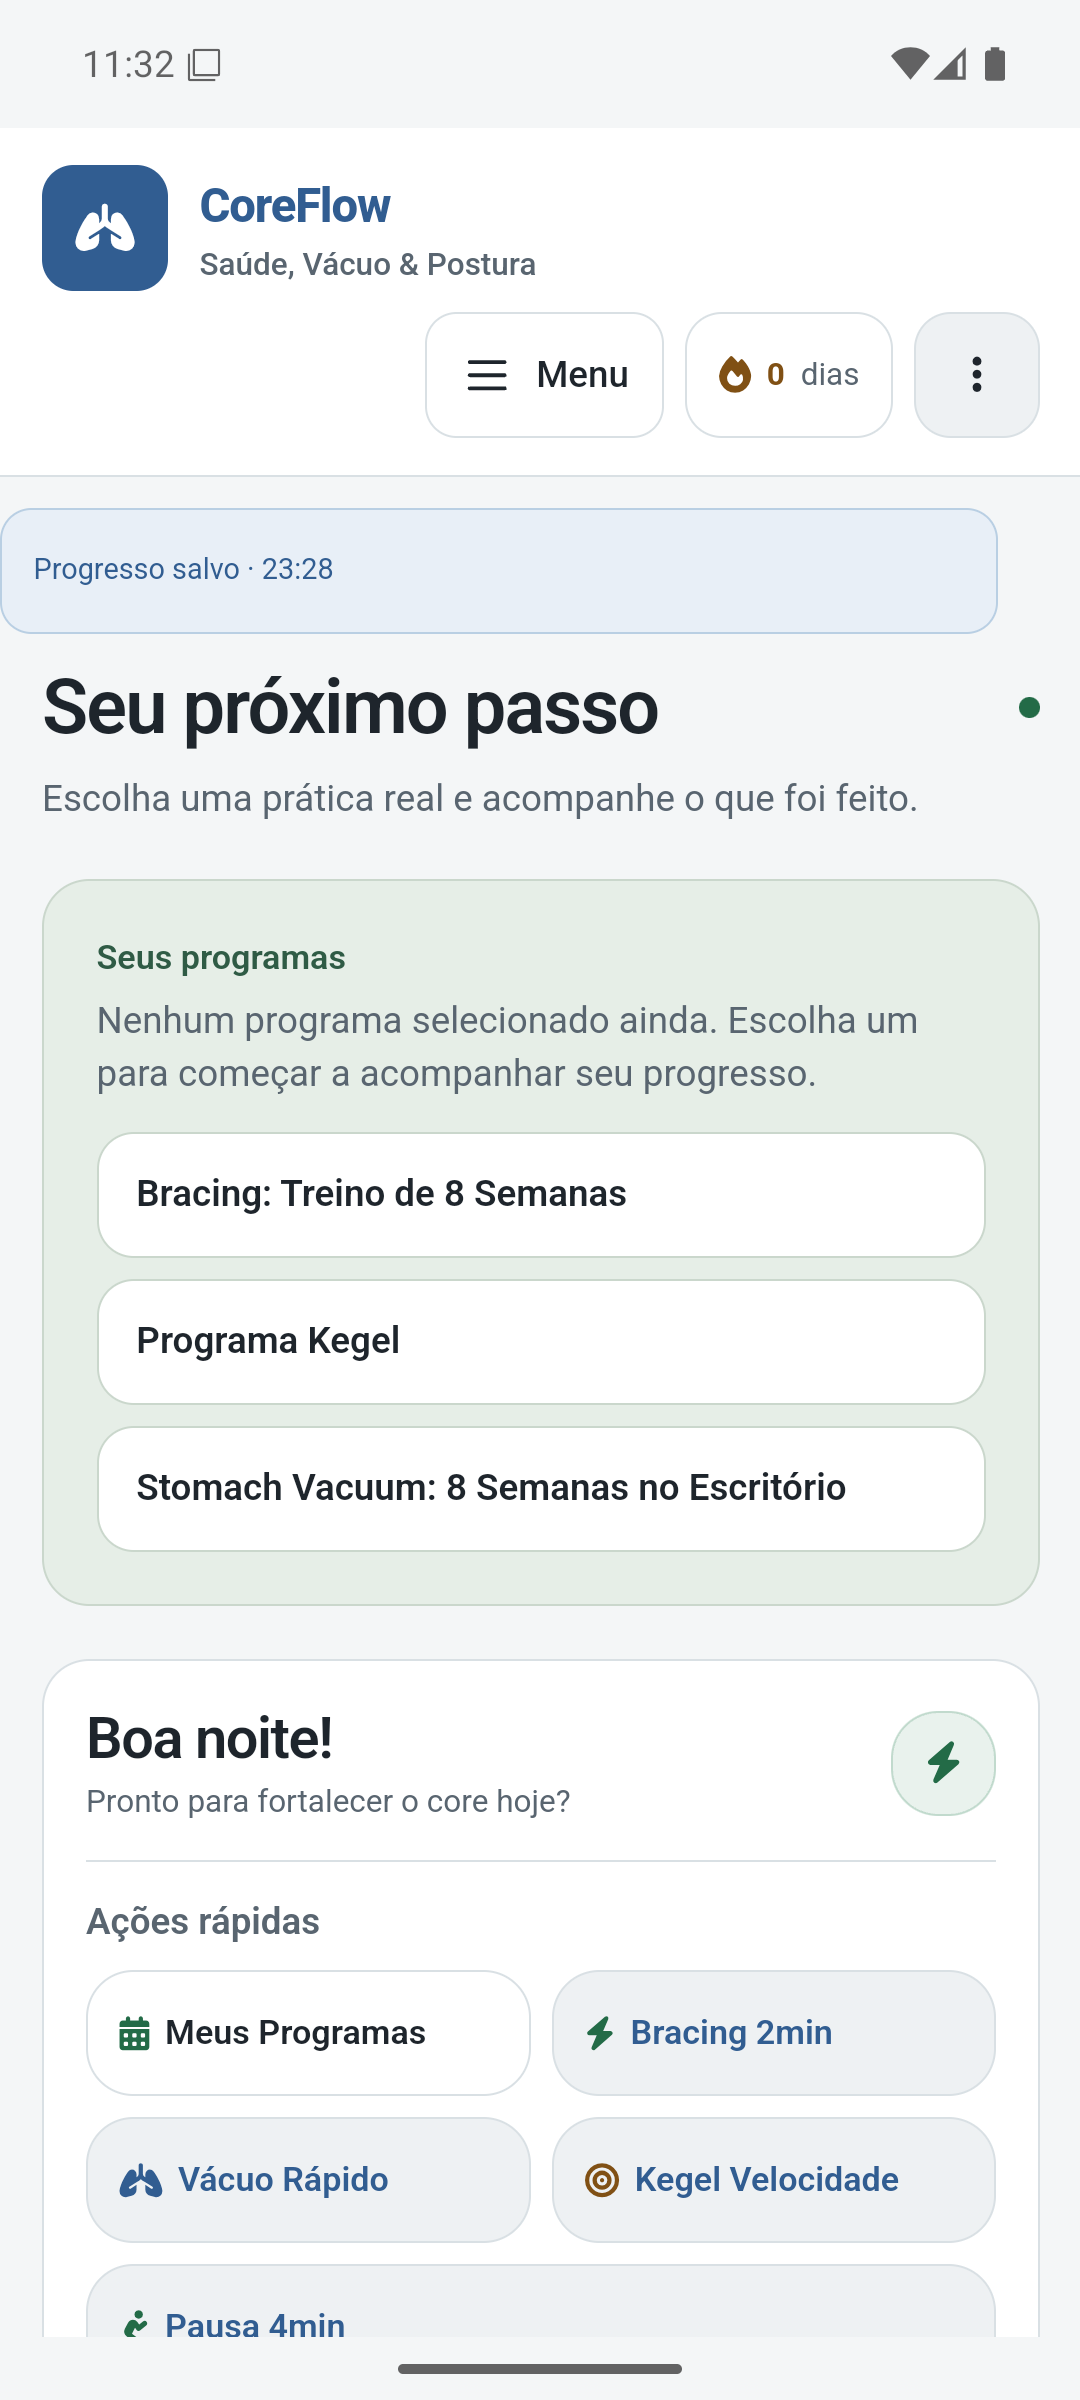 11:32
CoreFlow
Saúde, Vácuo & Postura
Menu
0 dias
Progresso salvo · 23:28
Seu próximo passo
Escolha uma prática real e acompanhe o que foi feito.
Seus programas
Nenhum programa selecionado ainda. Escolha um
para começar a acompanhar seu progresso.
Bracing: Treino de 8 Semanas
Programa Kegel
Stomach Vacuum: 8 Semanas no Escritório
Boa noite!
Pronto para fortalecer o core hoje?
Ações rápidas
Meus Programas
Bracing 2min
Vácuo Rápido
Kegel Velocidade
Pausa 4min